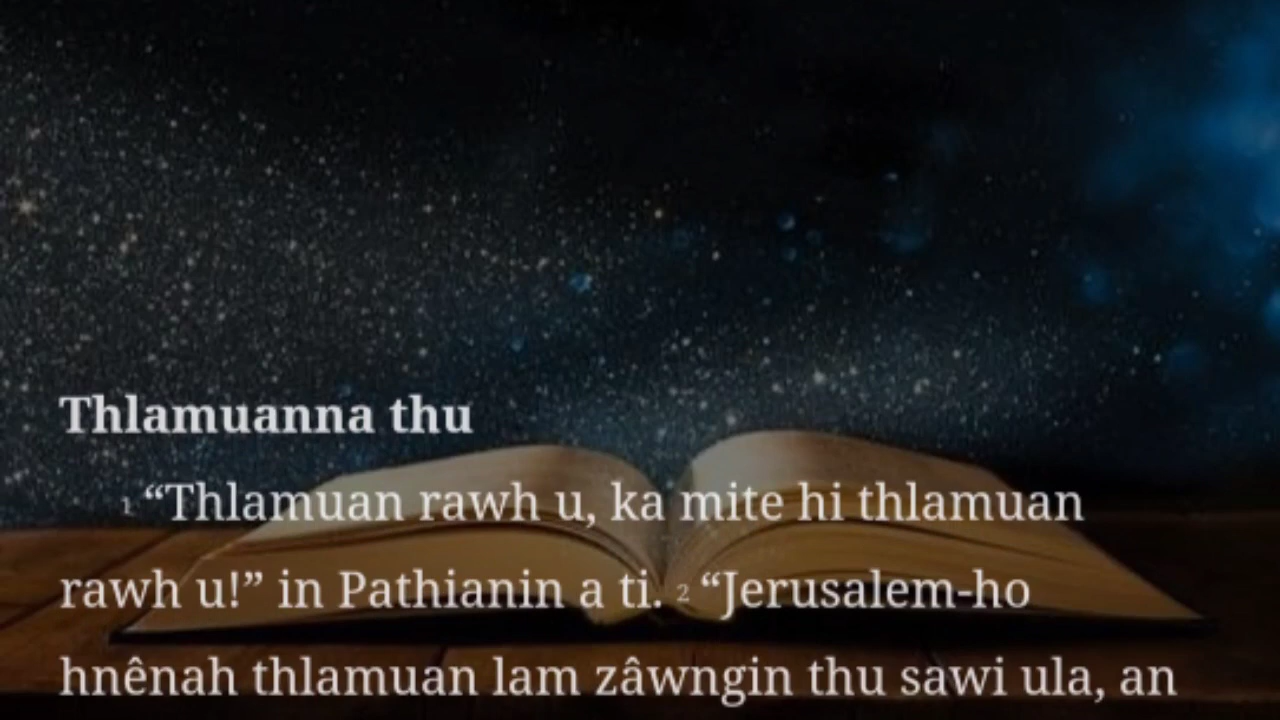 Thlamuanna thu
1 “Thlamuan rawh u, ka mite hi thlamuan
rawh u!” in Pathianin a ti. 2 “Jerusalem-ho
hnênah thlamuan lam zâwngin thu sawi ula, an